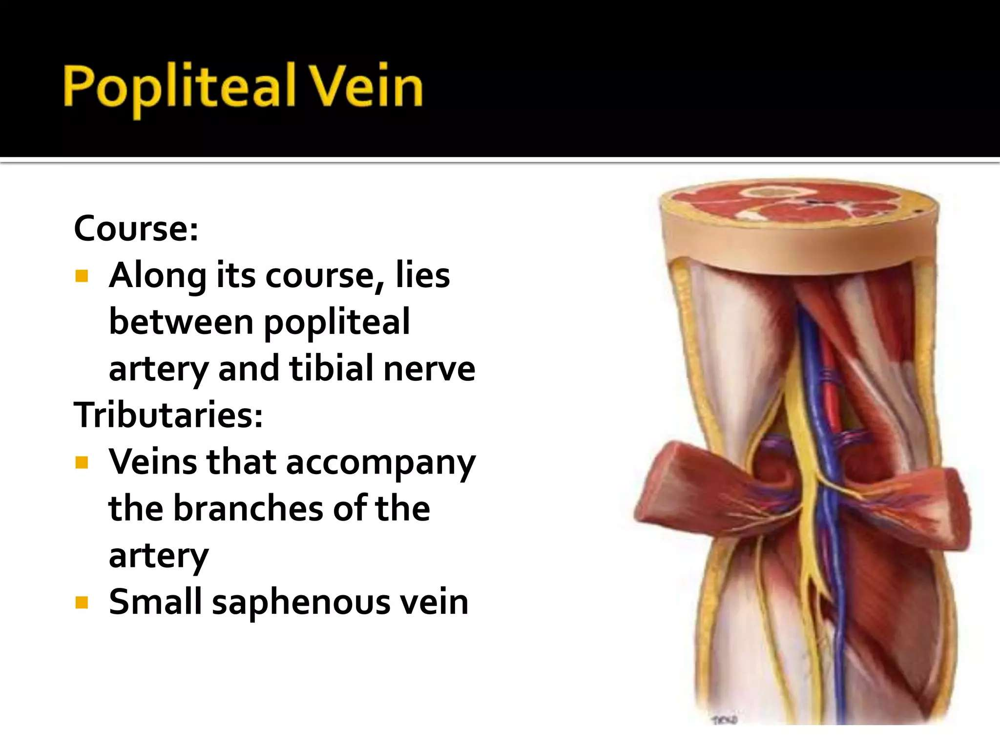 Popliteal Vein
Course:
Along its course, lies
between popliteal
artery and tibial nerve
Tributaries:
Veins that accompany
the branches of the
artery
Small saphenous vein